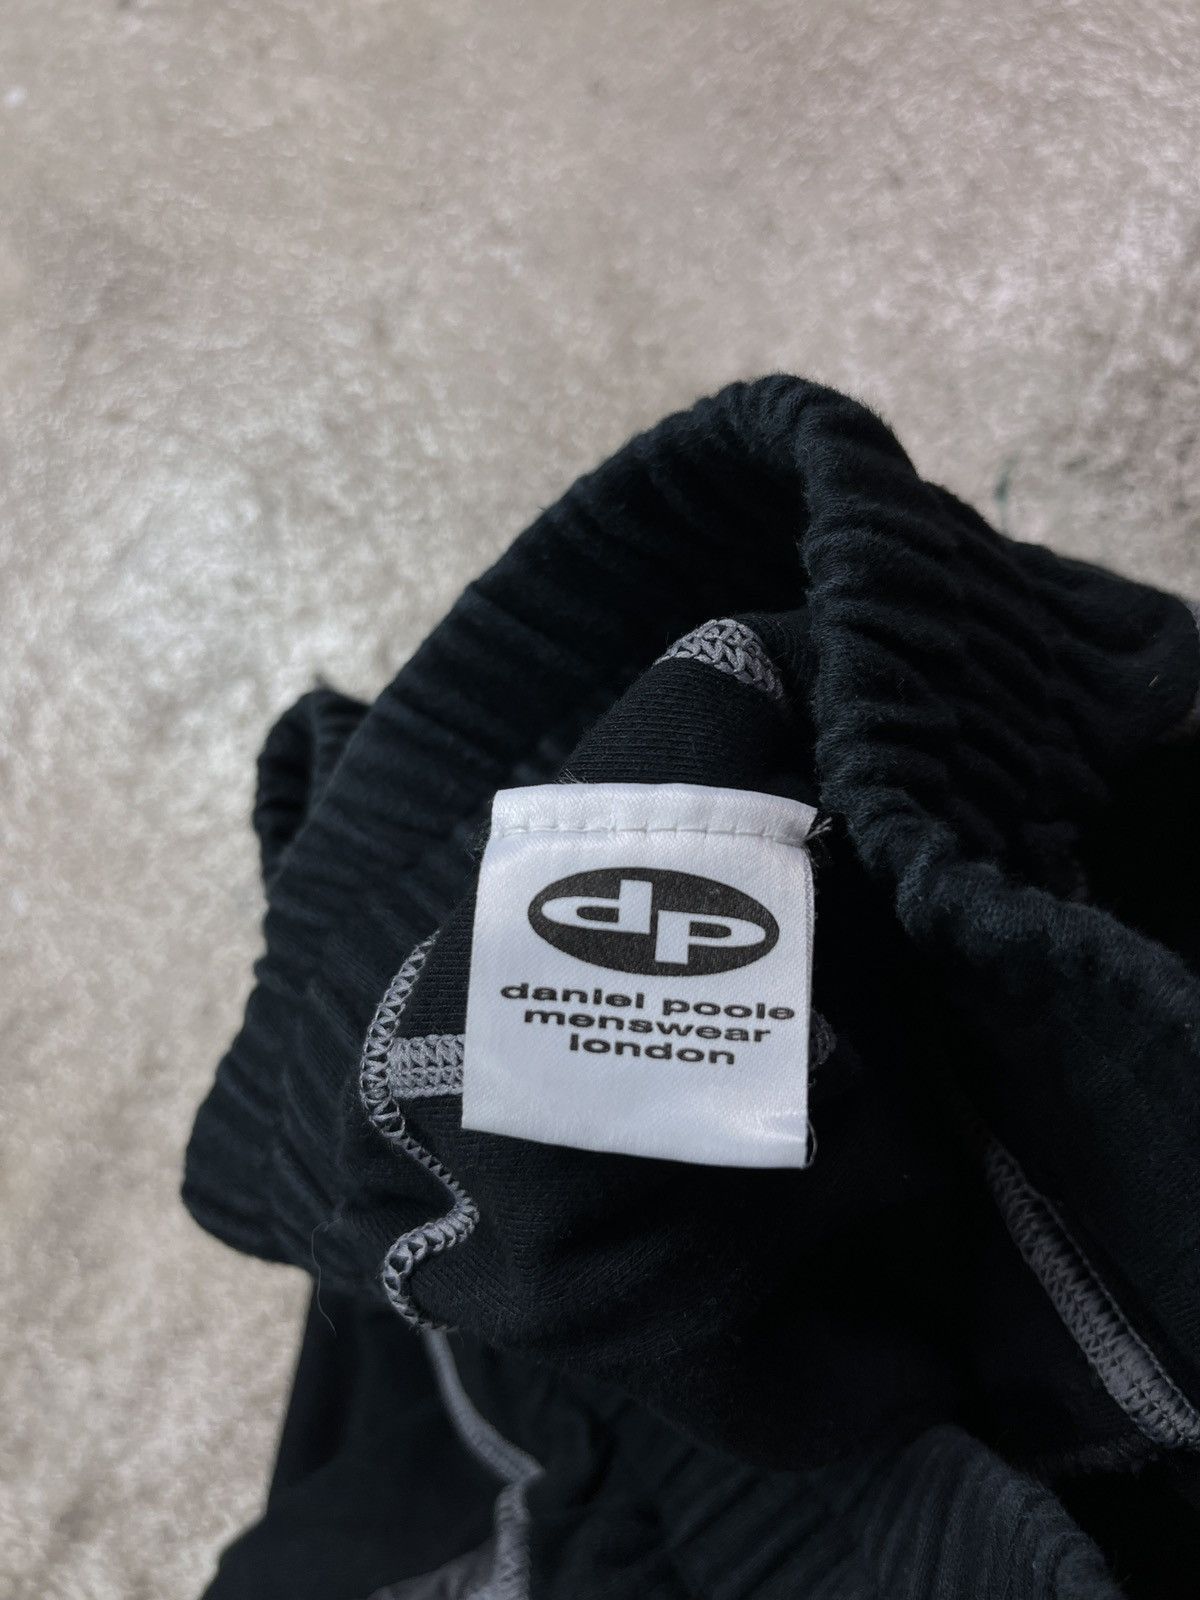 dp
daniel poole
menswear
london